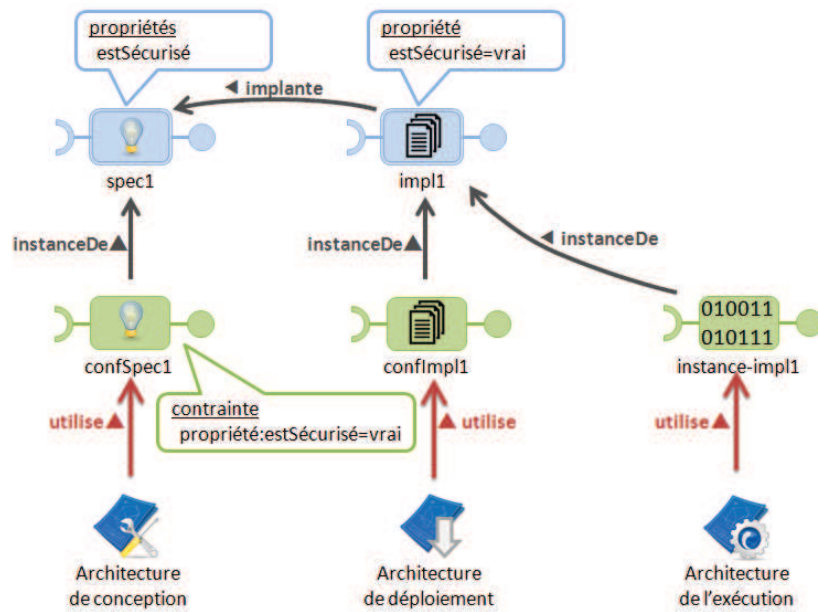 propriétés
estSécurisé
propriété
estSécurisé=vrai
implante
spec1
impl1
instanceDe
instanceDe
instanceDe
010011
010111
confSpec1
confImpl1
instance-impl1
contrainte
propriété:estSécurisé=vrai
utilise
utilise
utilise
Architecture
de conception
Architecture
de déploiement
Architecture
de l'exécution